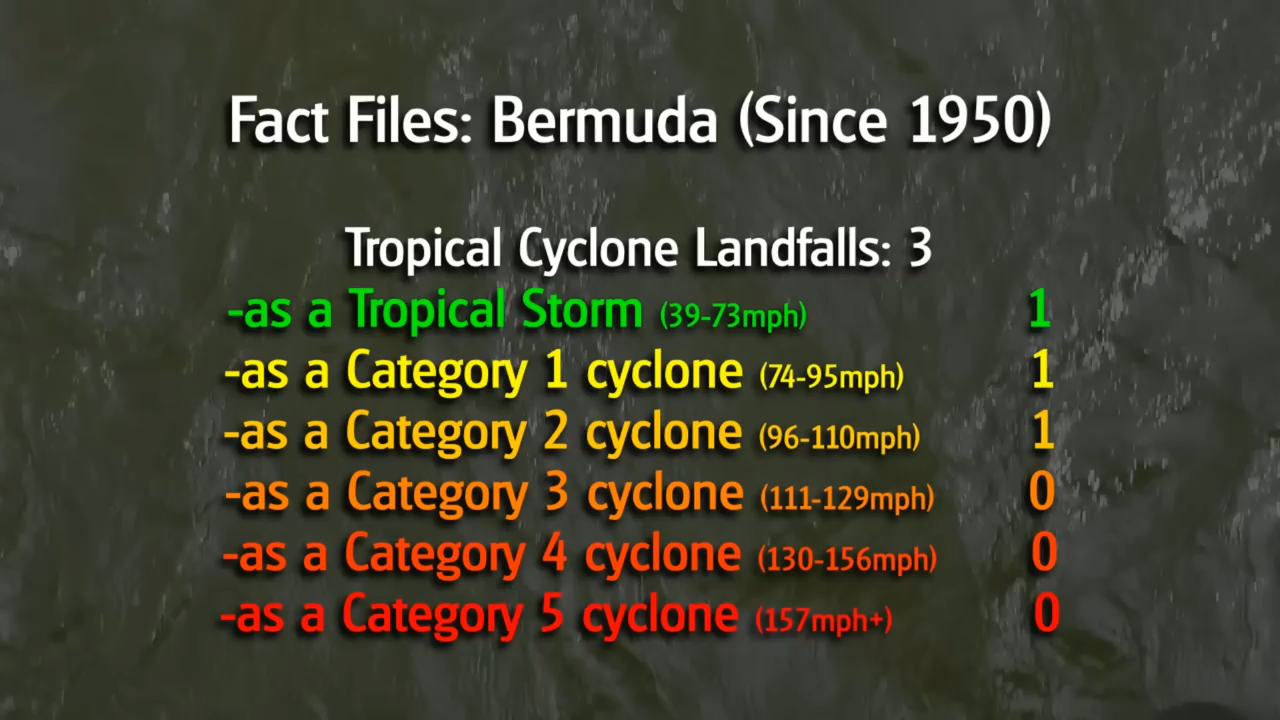 Fact Files: Bermuda (Since 1950)
Tropical Cyclone Landfalls: 3
-as a Tropical Storm (39-73mph) 1
-as a Category 1 cyclone (74-95mph) 1
-as a Category 2 cyclone (96-110mph) 1
-as a Category 3 cyclone (111-129mph) 0
-as a Category 4 cyclone (130-156mph) 0
-as a Category 5 cyclone (157mph+) 0